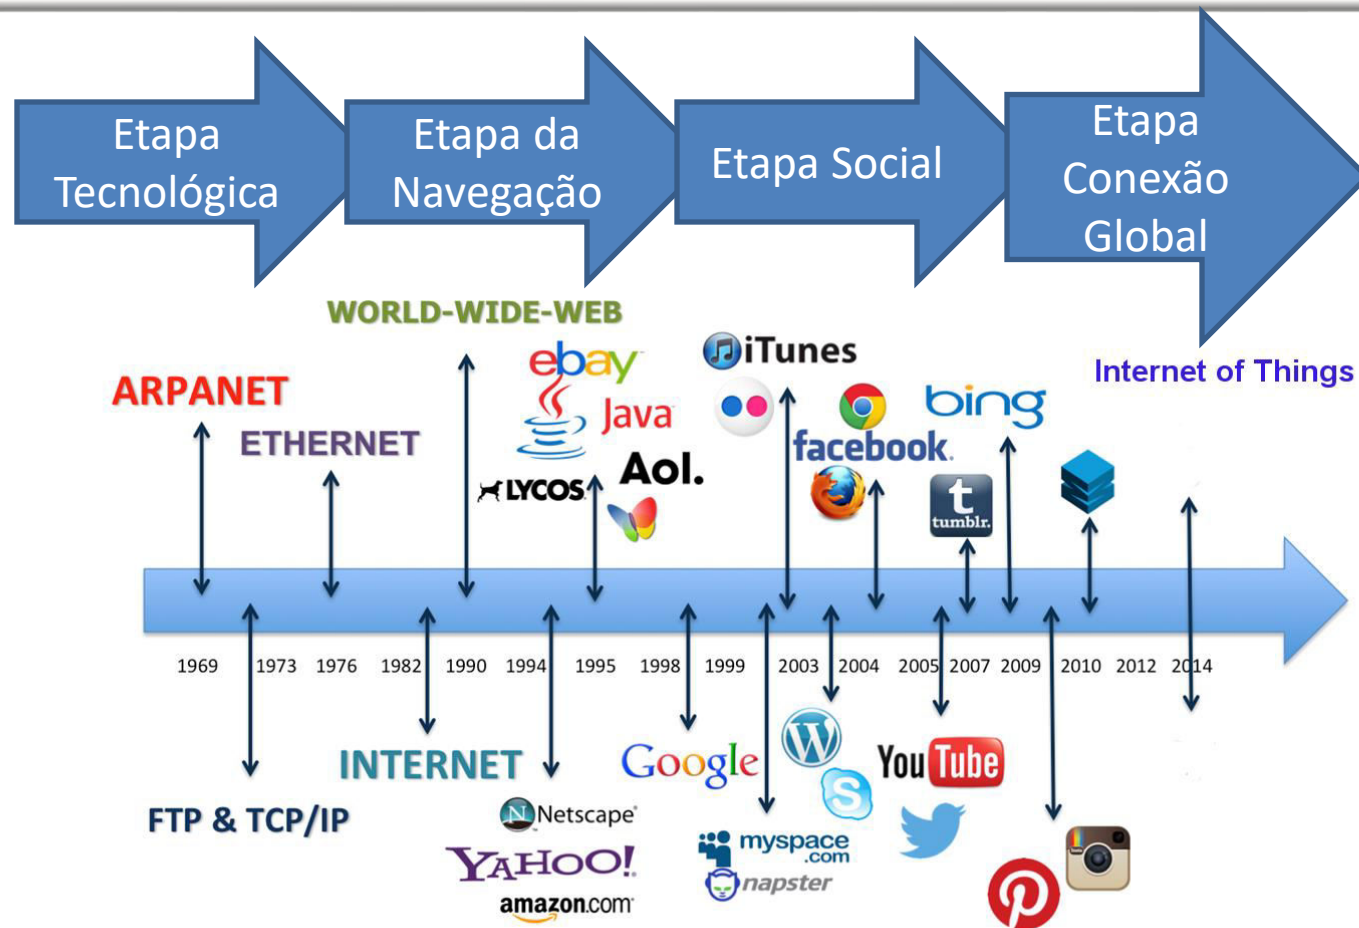 Etapa
Tecnológica
Etapa da
Navegação
Etapa Social
Etapa
Conexão
Global
WORLD-WIDE-WEB
ARPANET
ETHERNET
ebay
Java
LYCOS
Aol.
iTunes
facebook.
bing
t
tumblr.
Internet of Things
1969
1973
1976
1982
1990
1994
1995
1998
1999
2003
2004
2005
2007
2009
2010
2012
2014
FTP & TCP/IP
INTERNET
N Netscape
YAHOO!
amazon.com
Google
myspace
.com
napster
W
S
YouTube
P